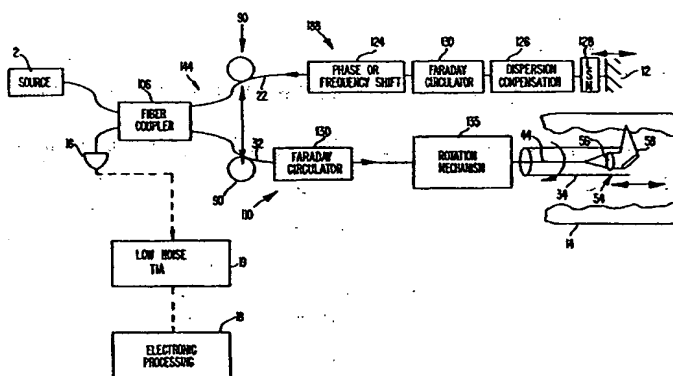 2
SOURCE
144
106
FIBER
COUPLER
16
90
22
133
124
PHASE OR
FREQUENCY SHIFT
130
FARADAY
CIRCULATOR
126
DISPERSION
COMPENSATION
128
12
90
32
130
FARADAY
CIRCULATOR
110
135
ROTATION
MECHANISM
44
56
58
34
54
14
LOW NOISE
TIA
19
18
ELECTRONIC
PROCESSING